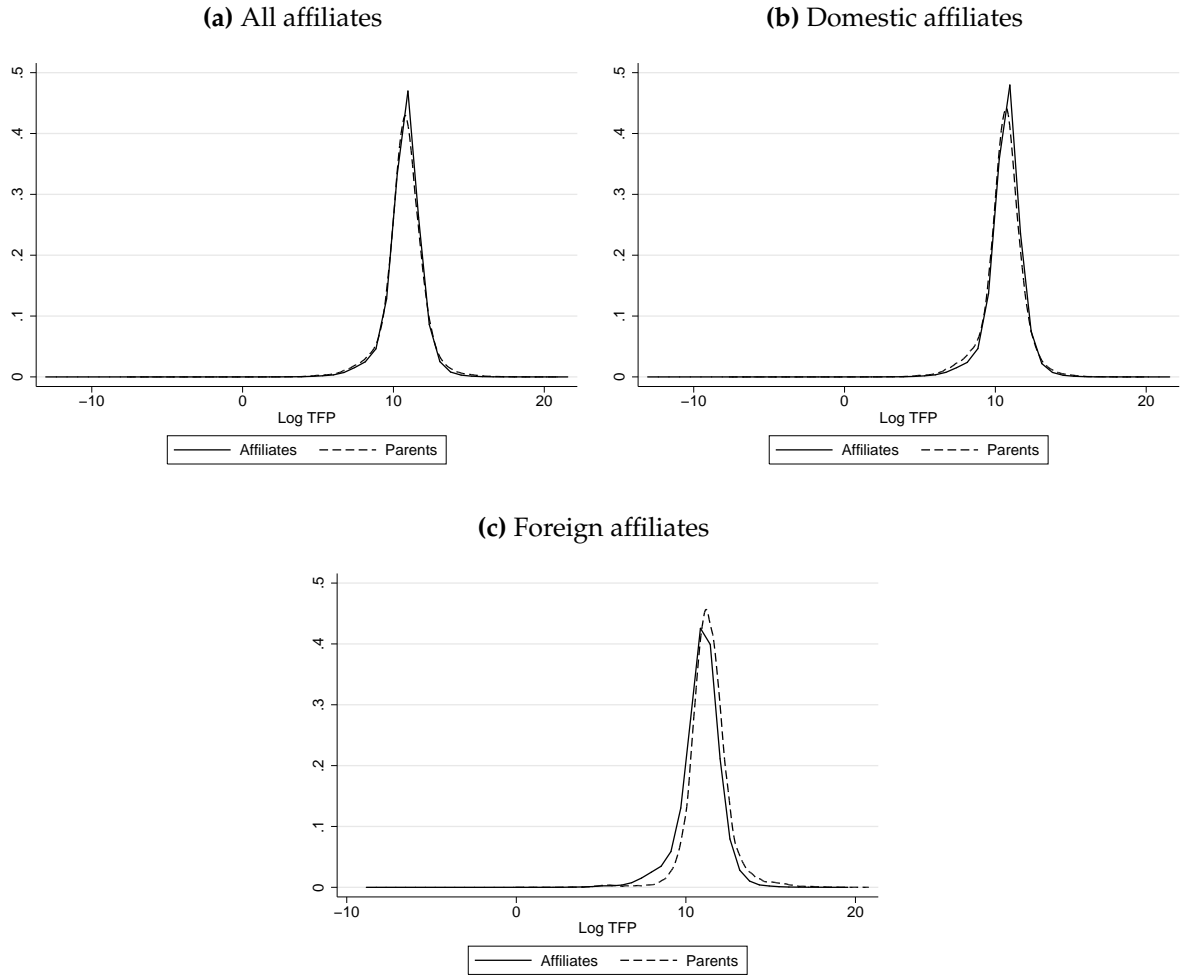 (a) All affiliates
.5
.4
.3
.2
.1
0
−10 0 10 20
Log TFP
Affiliates Parents
(b) Domestic affiliates
.5
.4
.3
.2
.1
0
−10 0 10 20
Log TFP
Affiliates Parents
(c) Foreign affiliates
.5
.4
.3
.2
.1
0
−10 0 10 20
Log TFP
Affiliates Parents